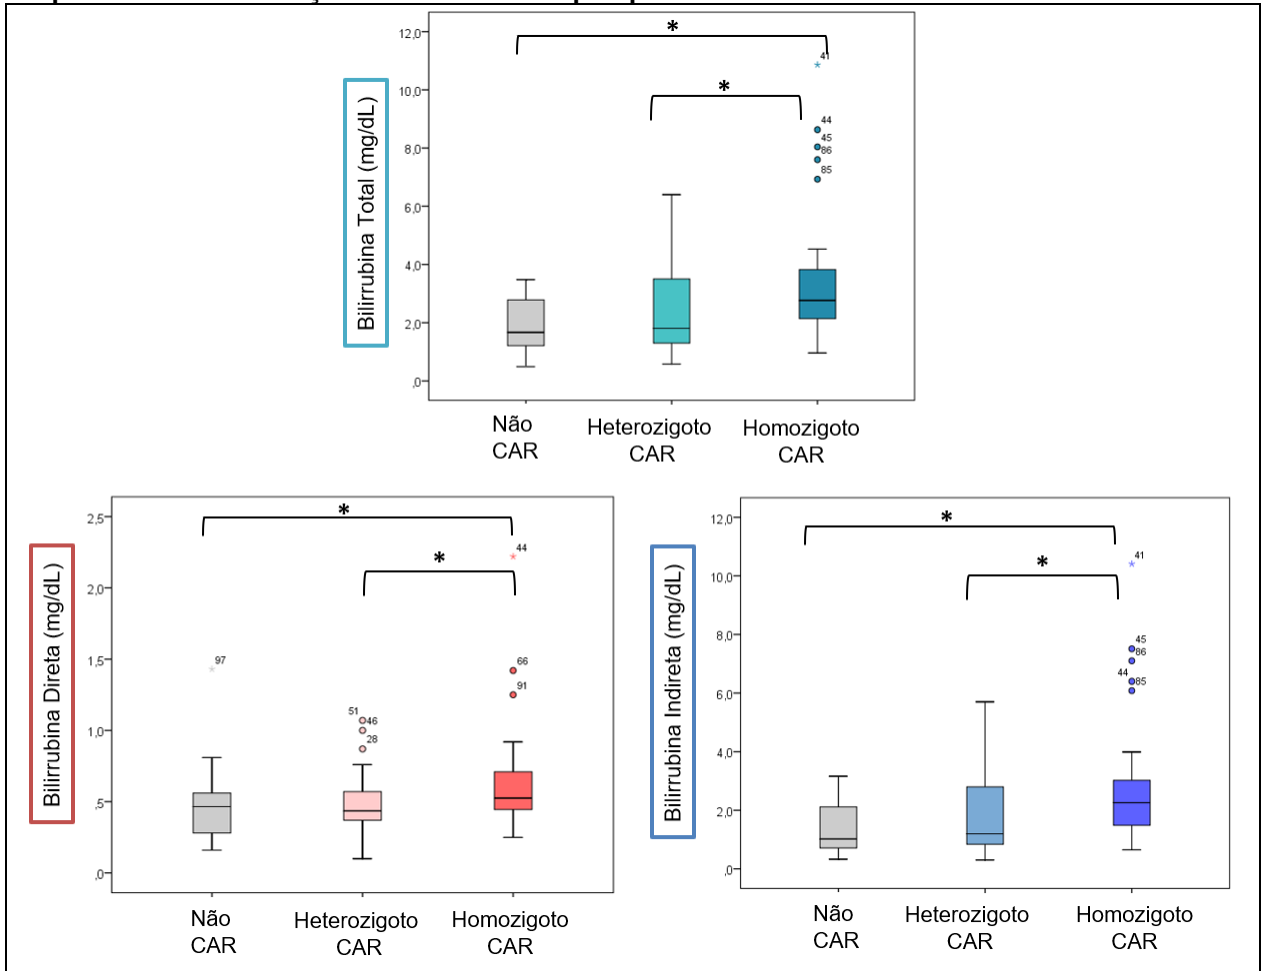 *
*
Bilirrubina Total (mg/dL)
12,0
10,0
8,0
6,0
4,0
2,0
,0
41
44
45
86
85
Não
CAR
Heterozigoto
CAR
Homozigoto
CAR
*
*
Bilirrubina Direta (mg/dL)
2,5
2,0
1,5
1,0
,5
,0
97
51
46
28
44
66
91
Não
CAR
Heterozigoto
CAR
Homozigoto
CAR
*
*
Bilirrubina Indireta (mg/dL)
12,0
10,0
8,0
6,0
4,0
2,0
,0
41
45
86
44
85
Não
CAR
Heterozigoto
CAR
Homozigoto
CAR